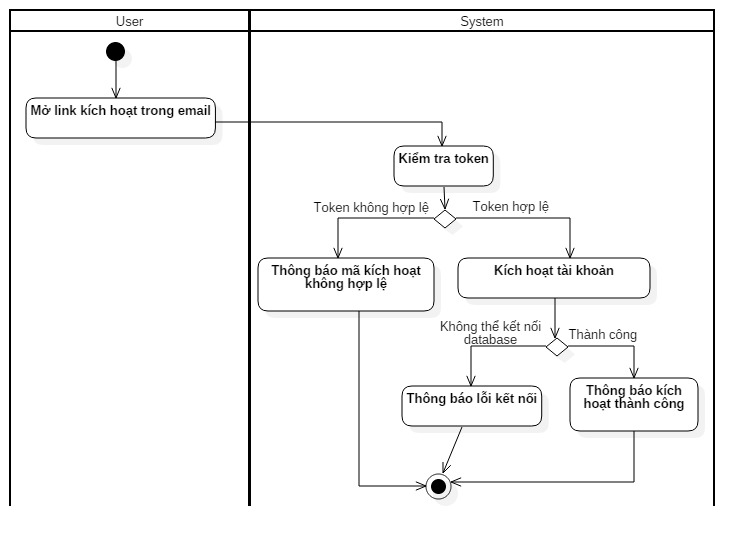 User
System
Mở link kích hoạt trong email
Kiểm tra token
Token không hợp lệ
Token hợp lệ
Thông báo mã kích hoạt
không hợp lệ
Kích hoạt tài khoản
Không thể kết nối
database
Thành công
Thông báo lỗi kết nối
Thông báo kích
hoạt thành công